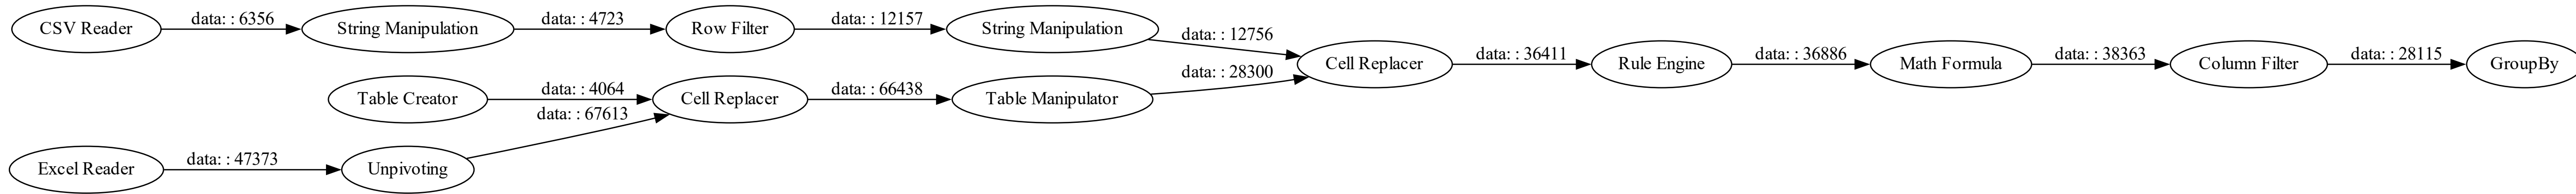 CSV Reader
data: : 6356
String Manipulation
data: : 4723
Row Filter
data: : 12157
String Manipulation
data: : 12756
Table Creator
data: : 4064
Cell Replacer
data: : 66438
Table Manipulator
data: : 28300
Excel Reader
data: : 47373
Unpivoting
data: : 67613
Cell Replacer
data: : 36411
Rule Engine
data: : 36886
Math Formula
data: : 38363
Column Filter
data: : 28115
GroupBy